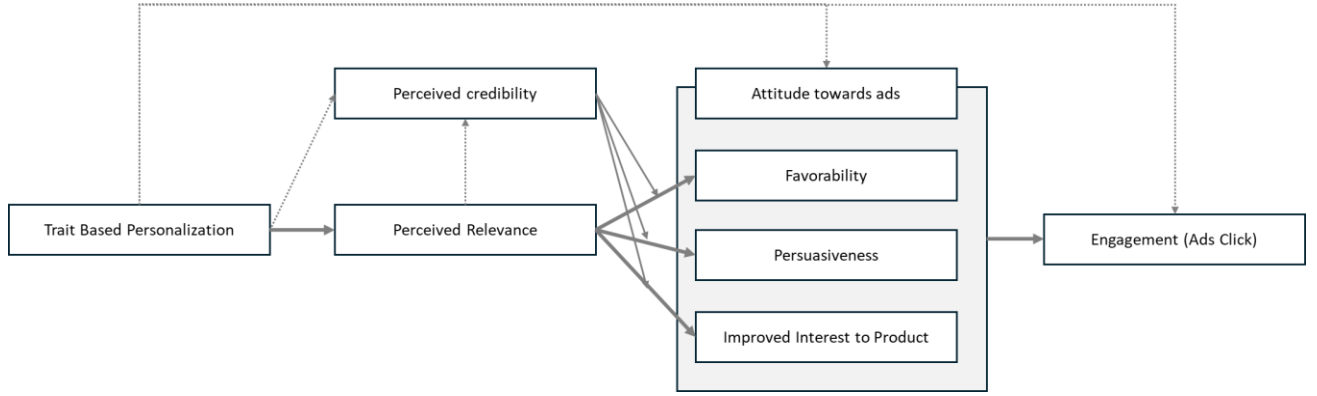 Perceived credibility
Attitude towards ads
Favorability
Trait Based Personalization
Perceived Relevance
Persuasiveness
Engagement (Ads Click)
Improved Interest to Product